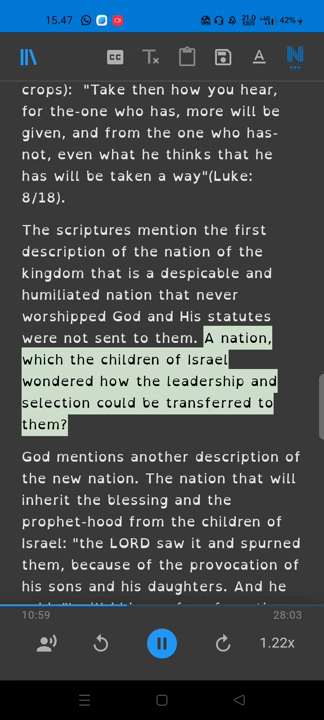 15.47
21.0
KB/s
4G
42%
CC
A
N
crops): "Take then how you hear,
for the-one who has, more will be
given, and from the one who has-
not, even what he thinks that he
has will be taken a way"(Luke:
8/18).
The scriptures mention the first
description of the nation of the
kingdom that is a despicable and
humiliated nation that never
worshipped God and His statutes
were not sent to them. A nation,
which the children of Israel
wondered how the leadership and
selection could be transferred to
them?
God mentions another description of
the new nation. The nation that will
inherit the blessing and the
prophet-hood from the children of
Israel: "the LORD saw it and spurned
them, because of the provocation of
his sons and his daughters. And he
10:59
28:03
1.22x